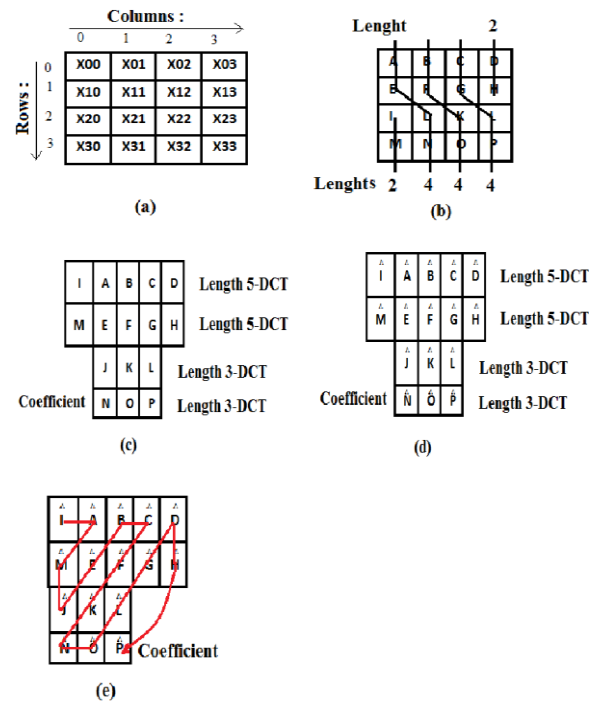 Columns :
0 1 2 3
Rows :
0 X00 X01 X02 X03
1 X10 X11 X12 X13
2 X20 X21 X22 X23
3 X30 X31 X32 X33
(a)
Lenght 2
A B C D
E F G H
I K L
M N O P
Lenghts 2 4 4 4
(b)
I A B C D Length 5-DCT
M E F G H Length 5-DCT
J K L Length 3-DCT
Coefficient N O P Length 3-DCT
(c)
Î Â B̂ Ĉ D̂ Length 5-DCT
M̂ Ê F̂ Ĝ Ĥ Length 5-DCT
Ĵ K̂ L̂ Length 3-DCT
Coefficient N̂ Ô P̂ Length 3-DCT
(d)
Î Â B̂ Ĉ D̂
M̂ Ê F̂ Ĝ Ĥ
Ĵ K̂ L̂
N̂ Ô P̂ Coefficient
(e)